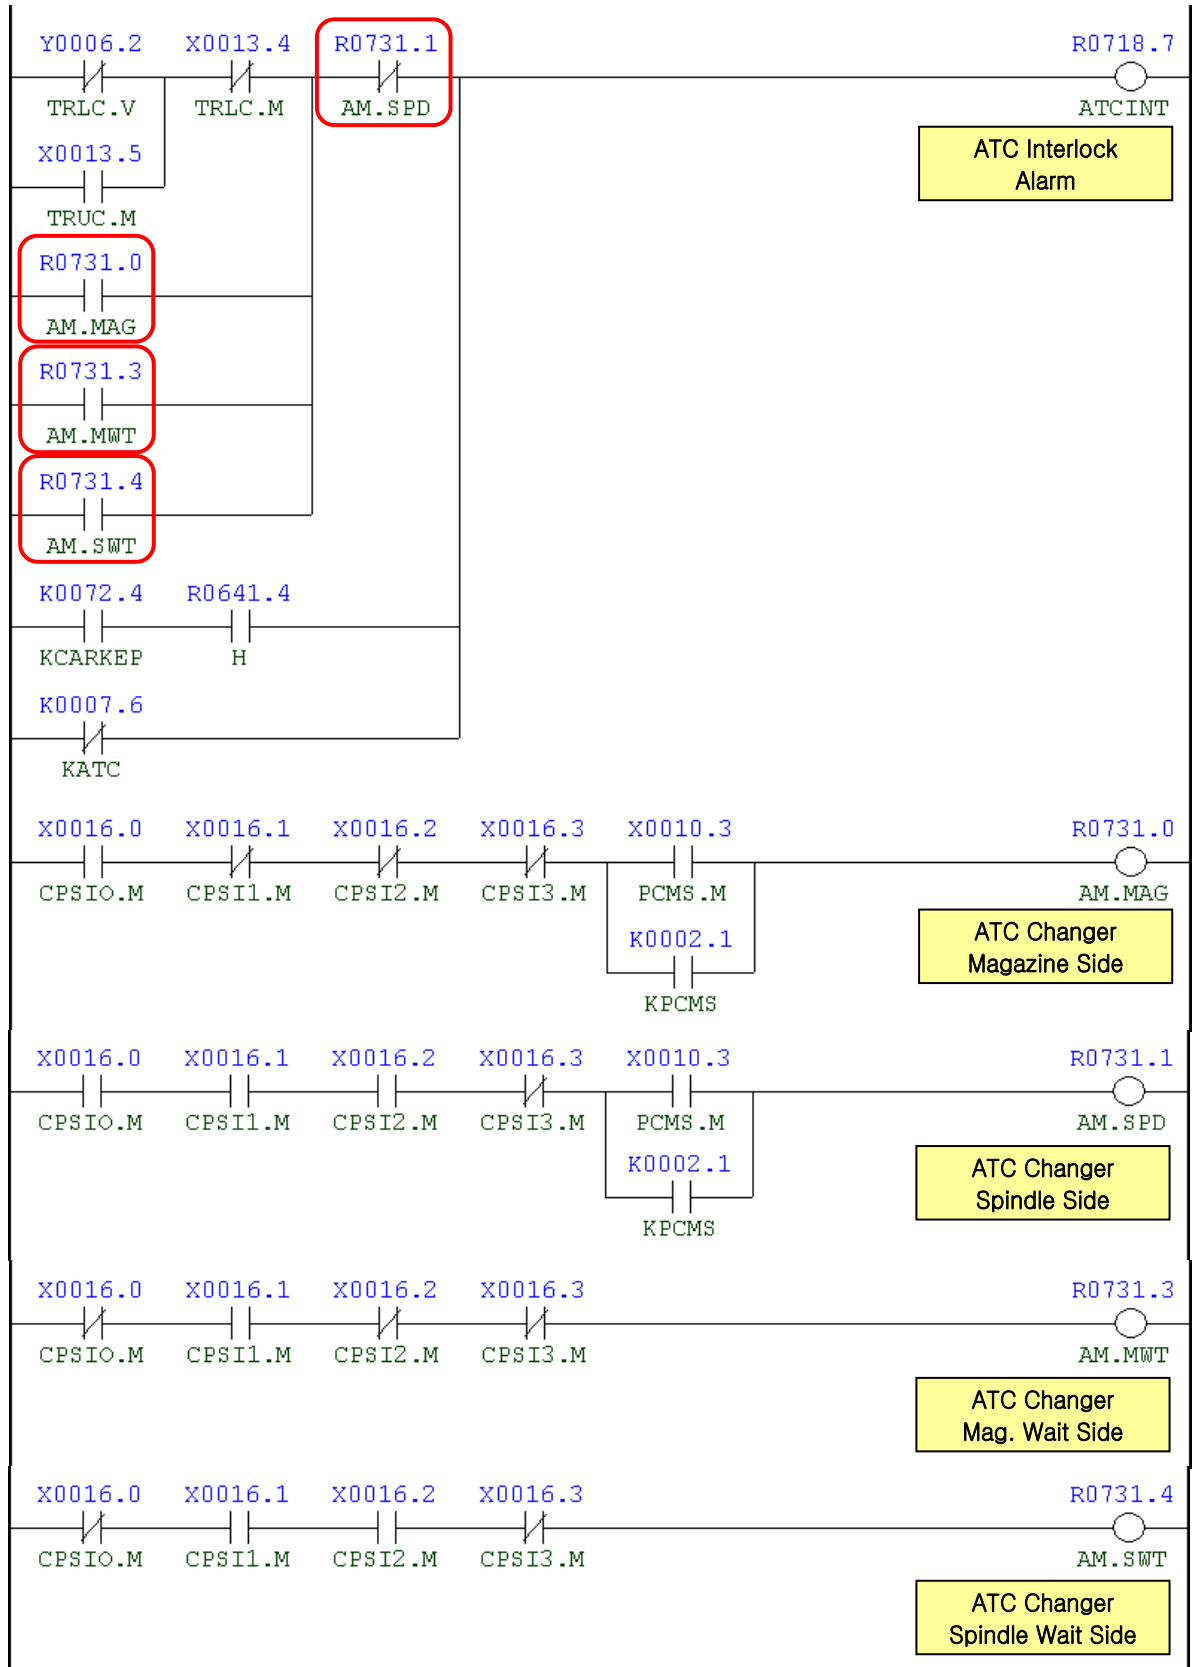 Y0006.2 X0013.4 R0731.1 R0718.7
TRLC.V TRLC.M AM.SPD ATCINT
ATC Interlock
Alarm
X0013.5
TRUC.M
R0731.0
AM.MAG
R0731.3
AM.MWT
R0731.4
AM.SWT
K0072.4 R0641.4
KCARKEP H
K0007.6
KATC
X0016.0 X0016.1 X0016.2 X0016.3 X0010.3 R0731.0
CPSIO.M CPSI1.M CPSI2.M CPSI3.M PCMS.M AM.MAG
ATC Changer
Magazine Side
K0002.1
KPCMS
X0016.0 X0016.1 X0016.2 X0016.3 X0010.3 R0731.1
CPSIO.M CPSI1.M CPSI2.M CPSI3.M PCMS.M AM.SPD
ATC Changer
Spindle Side
K0002.1
KPCMS
X0016.0 X0016.1 X0016.2 X0016.3 R0731.3
CPSIO.M CPSI1.M CPSI2.M CPSI3.M AM.MWT
ATC Changer
Mag. Wait Side
X0016.0 X0016.1 X0016.2 X0016.3 R0731.4
CPSIO.M CPSI1.M CPSI2.M CPSI3.M AM.SWT
ATC Changer
Spindle Wait Side